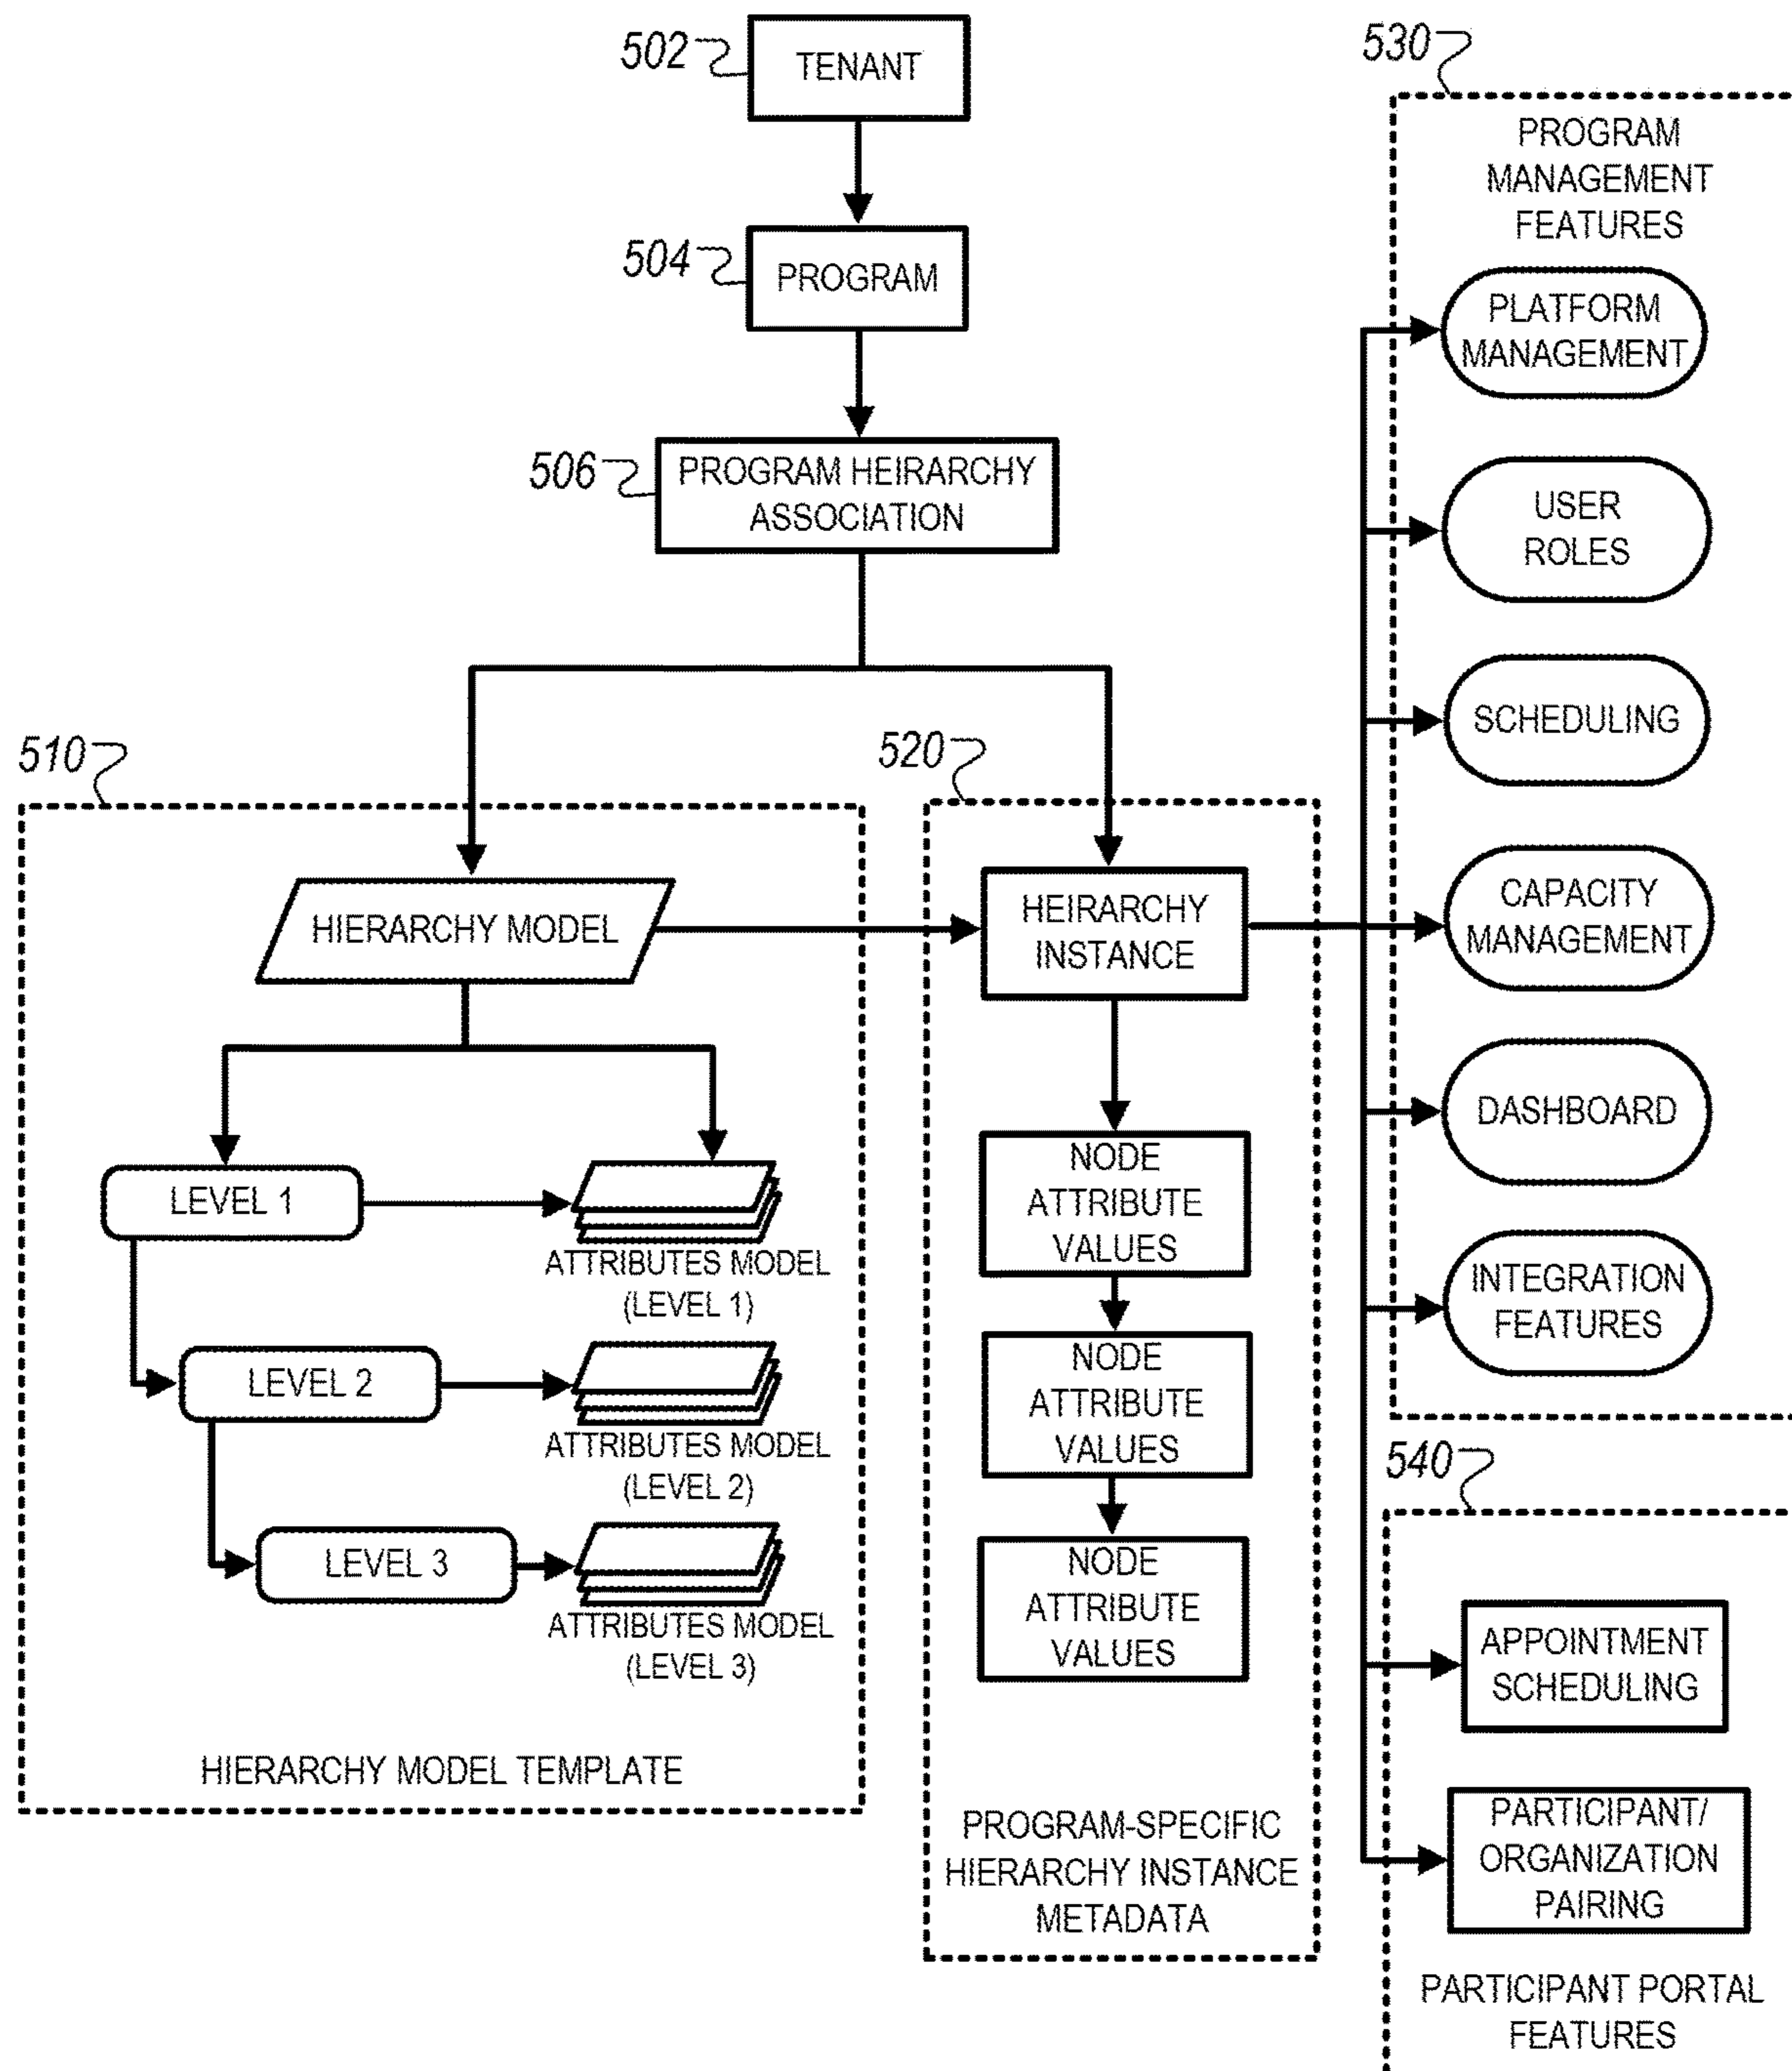 502
TENANT
504
PROGRAM
506
PROGRAM HEIRARCHY
ASSOCIATION
510
HIERARCHY MODEL
LEVEL 1
ATTRIBUTES MODEL
(LEVEL 1)
LEVEL 2
ATTRIBUTES MODEL
(LEVEL 2)
LEVEL 3
ATTRIBUTES MODEL
(LEVEL 3)
HIERARCHY MODEL TEMPLATE
520
HEIRARCHY
INSTANCE
NODE
ATTRIBUTE
VALUES
NODE
ATTRIBUTE
VALUES
NODE
ATTRIBUTE
VALUES
PROGRAM-SPECIFIC
HIERARCHY INSTANCE
METADATA
530
PROGRAM
MANAGEMENT
FEATURES
PLATFORM
MANAGEMENT
USER
ROLES
SCHEDULING
CAPACITY
MANAGEMENT
DASHBOARD
INTEGRATION
FEATURES
540
APPOINTMENT
SCHEDULING
PARTICIPANT/
ORGANIZATION
PAIRING
PARTICIPANT PORTAL
FEATURES